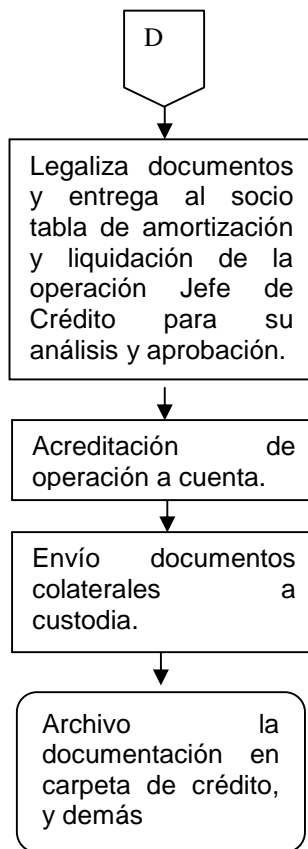 D
Legaliza documentos
y entrega al socio
tabla de amortización
y liquidación de la
operación Jefe de
Crédito para su
análisis y aprobación.
Acreditación de
operación a cuenta.
Envío documentos
colaterales a
custodia.
Archivo la
documentación en
carpeta de crédito,
y demás